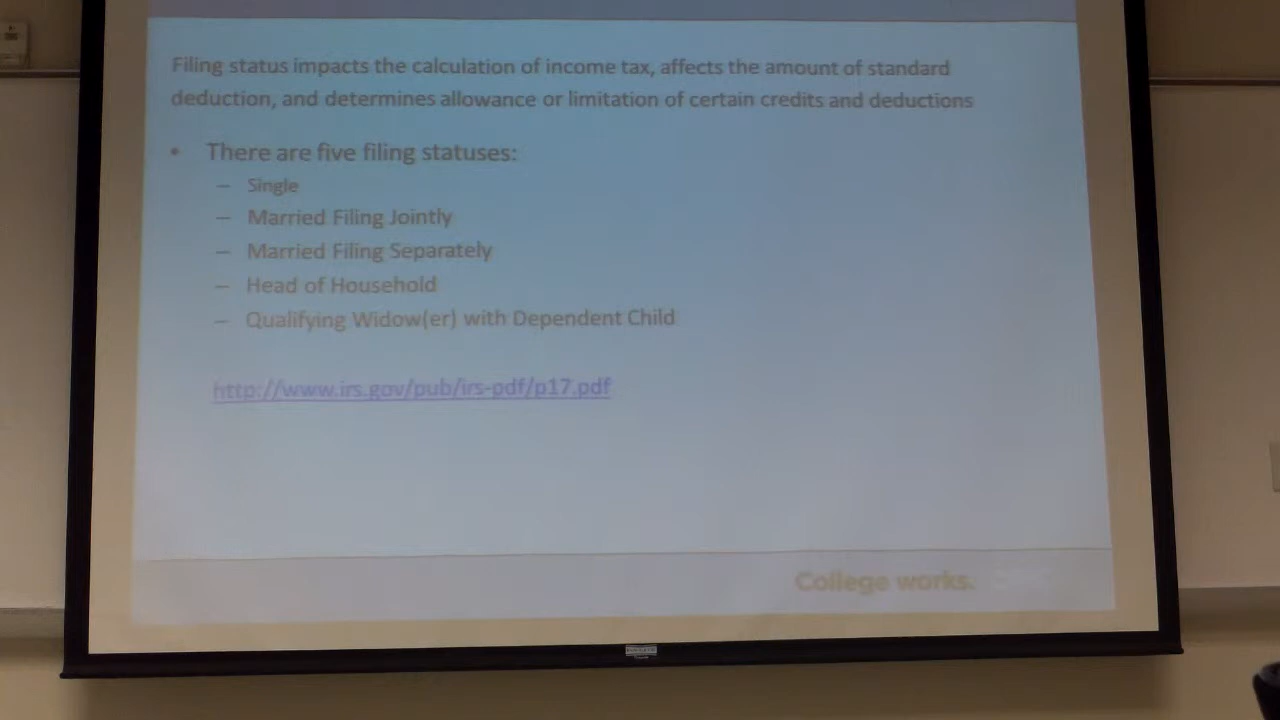 Filing status impacts the calculation of income tax, affects the amount of standard
deduction, and determines allowance or limitation of certain credits and deductions
• There are five filing statuses:
– Single
– Married Filing Jointly
– Married Filing Separately
– Head of Household
– Qualifying Widow(er) with Dependent Child
http://www.irs.gov/pub/irs-pdf/p17.pdf
College works.